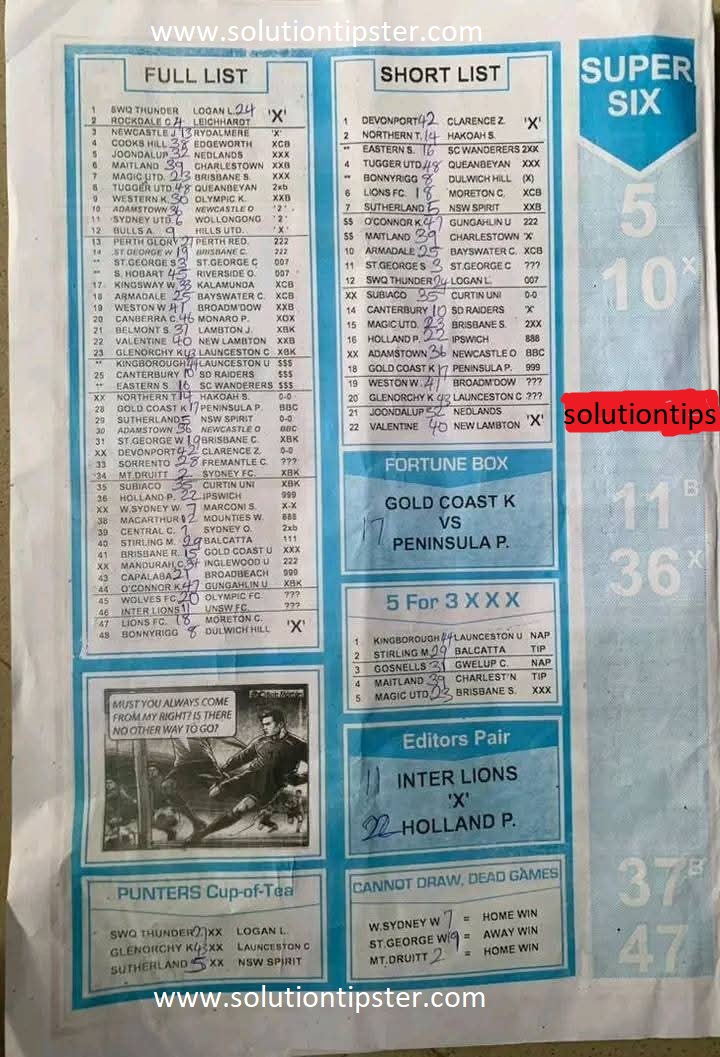 www.solutiontipster.com
FULL LIST
1 SWQ THUNDER 24 LOGAN L. 'X'
2 ROCKDALE C 4 LEICHHARDT
3 NEWCASTLE J 13 RYDALMERE 'X'
4 COOKS HILL 38 EDGEWORTH XCB
5 JOONDALUP 32 NEDLANDS XXX
6 MAITLAND 39 CHARLESTOWN XXB
7 MAGIC UTD. 23 BRISBANE S. XXX
8 TUGGER UTD. 48 QUEANBEYAN 2xb
9 WESTERN K. 30 OLYMPIC K. XXB
10 ADAMSTOWN 36 NEWCASTLE O '2'
11 SYDNEY UTD. 6 WOLLONGONG '2'
12 BULLS A. 9 HILLS UTD. 'X'
13 PERTH GLORY 21 PERTH RED. 222
14 ST GEORGE W 19 BRISBANE C. 222
** ST.GEORGE S 3 ST.GEORGE C 007
** S. HOBART 45 RIVERSIDE O. 007
17 KINGSWAY W 33 KALAMUNDA XCB
18 ARMADALE 25 BAYSWATER C. XCB
19 WESTON W 41 BROADM'DOW XXB
20 CANBERRA C. 46 MONARO P. XOX
21 BELMONT S. 31 LAMBTON J. XBK
22 VALENTINE 40 NEW LAMBTON XXB
23 GLENORCHY K 43 LAUNCESTON C XBK
** KINGBOROUGH 44 LAUNCESTON U $$$
25 CANTERBURY 10 SD RAIDERS $$$
** EASTERN S. 16 SC WANDERERS $$$
XX NORTHERN T 14 HAKOAH S. 0-0
28 GOLD COAST K 17 PENINSULA P. BBC
29 SUTHERLAND 5 NSW SPIRIT 0-0
30 ADAMSTOWN 36 NEWCASTLE O BBC
31 ST.GEORGE W 19 BRISBANE C. XBK
XX DEVONPORT 42 CLARENCE Z. 0-0
33 SORRENTO 28 FREMANTLE C. ???
*34 MT.DRUITT 2 SYDNEY FC. XBK
35 SUBIACO 35 CURTIN UNI XBK
36 HOLLAND P. 22 IPSWICH 999
XX W.SYDNEY W 7 MARCONI S. X-X
38 MACARTHUR 12 MOUNTIES W. 888
39 CENTRAL C. 1 SYDNEY O. 2xb
40 STIRLING M. 29 BALCATTA 111
41 BRISBANE R. 15 GOLD COAST U XXX
XX MANDURAH C 34 INGLEWOOD U 222
43 CAPALABA 21 BROADBEACH 999
44 O'CONNOR K 47 GUNGAHLIN U XBK
45 WOLVES FC. 20 OLYMPIC FC. ???
46 INTER LIONS 11 UNSW FC. ???
47 LIONS FC. 18 MORETON C. 'X'
48 BONNYRIGG 8 DULWICH HILL
MUST YOU ALWAYS COME
FROM MY RIGHT? IS THERE
NO OTHER WAY TO GO?
PUNTERS Cup-of-Tea
SWQ THUNDER 27 XX LOGAN L.
GLENORCHY K 43 XX LAUNCESTON C
SUTHERLAND 5 XX NSW SPIRIT
SHORT LIST
1 DEVONPORT 42 CLARENCE Z. 'X'
2 NORTHERN T. 14 HAKOAH S.
** EASTERN S. 16 SC WANDERERS 2XX
4 TUGGER UTD 48 QUEANBEYAN XXX
** BONNYRIGG 8 DULWICH HILL (X)
6 LIONS FC. 18 MORETON C. XCB
7 SUTHERLAND 5 NSW SPIRIT XXB
$$ O'CONNOR K. 47 GUNGAHLIN U 222
$$ MAITLAND 39 CHARLESTOWN 'X'
10 ARMADALE 25 BAYSWATER C. XCB
11 ST.GEORGE S 3 ST.GEORGE C ???
12 SWQ THUNDER 24 LOGAN L. 007
XX SUBIACO 35 CURTIN UNI 0-0
14 CANTERBURY 10 SD RAIDERS 'X'
15 MAGIC UTD. 23 BRISBANE S. 2XX
16 HOLLAND P. 22 IPSWICH 888
XX ADAMSTOWN 36 NEWCASTLE O BBC
18 GOLD COAST K 17 PENINSULA P. 999
19 WESTON W. 41 BROADM'DOW ???
20 GLENORCHY K. 43 LAUNCESTON C ???
21 JOONDALUP 32 NEDLANDS 'X'
22 VALENTINE 40 NEW LAMBTON
FORTUNE BOX
GOLD COAST K
17 VS
PENINSULA P.
5 For 3 X X X
1 KINGBOROUGH 44 LAUNCESTON U NAP
2 STIRLING M 29 BALCATTA TIP
3 GOSNELLS 31 GWELUP C. NAP
4 MAITLAND 39 CHARLEST'N TIP
5 MAGIC UTD 23 BRISBANE S. XXX
Editors Pair
11 INTER LIONS
'X'
22 HOLLAND P.
CANNOT DRAW, DEAD GAMES
W.SYDNEY W 7 = HOME WIN
ST.GEORGE W 19 = AWAY WIN
MT.DRUITT 2 = HOME WIN
SUPER
SIX
5
10 X
solutiontips
11 B
36 X
37 B
47
www.solutiontipster.com